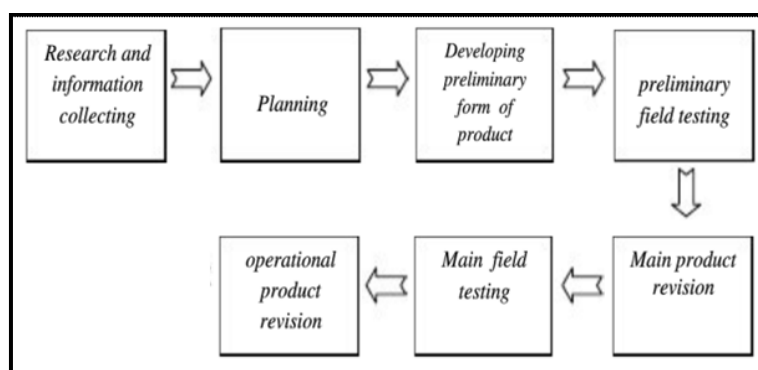 Research and
information
collecting
Planning
Developing
preliminary
form of
product
preliminary
field testing
Main product
revision
Main field
testing
operational
product
revision